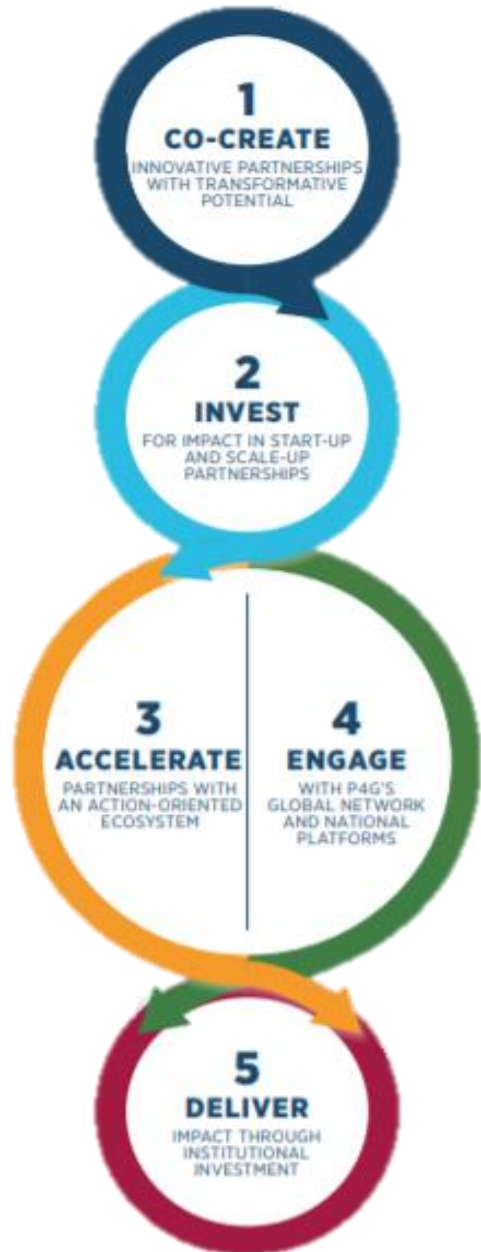 1
CO-CREATE
INNOVATIVE PARTNERSHIPS
WITH TRANSFORMATIVE
POTENTIAL
2
INVEST
FOR IMPACT IN START-UP
AND SCALE-UP
PARTNERSHIPS
3
ACCELERATE
PARTNERSHIPS WITH
AN ACTION-ORIENTED
ECOSYSTEM
4
ENGAGE
WITH P4G'S
GLOBAL NETWORK
AND NATIONAL
PLATFORMS
5
DELIVER
IMPACT THROUGH
INSTITUTIONAL
INVESTMENT